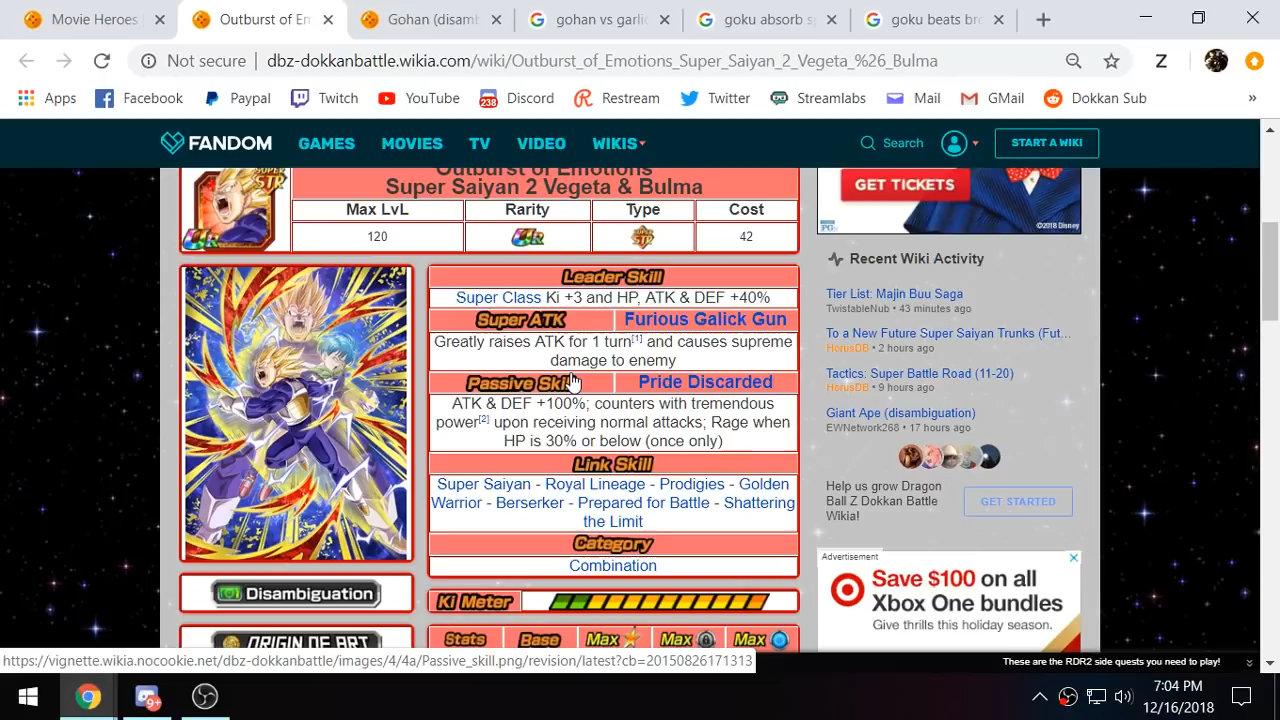 Movie Heroes
Outburst of En
Gohan (disamb
gohan vs garlic
goku absorb sp
goku beats bro
Not secure
dbz-dokkanbattle.wikia.com/wiki/Outburst_of_Emotions_Super_Saiyan_2_Vegeta_%26_Bulma
Z
Apps Facebook Paypal Twitch YouTube Discord Restream Twitter Streamlabs Mail GMail Dokkan Sub »
238
FANDOM GAMES MOVIES TV VIDEO WIKIS Search START A WIKI
Outburst of Emotions
Super Saiyan 2 Vegeta & Bulma
SUPER STR
Max LvL Rarity Type Cost
120 UR STR 42
Leader Skill
Super Class Ki +3 and HP, ATK & DEF +40%
Super ATK Furious Galick Gun
Greatly raises ATK for 1 turn[1] and causes supreme
damage to enemy
Passive Skill Pride Discarded
ATK & DEF +100%; counters with tremendous
power[2] upon receiving normal attacks; Rage when
HP is 30% or below (once only)
Link Skill
Super Saiyan - Royal Lineage - Prodigies - Golden
Warrior - Berserker - Prepared for Battle - Shattering
the Limit
Category
Combination
Disambiguation
Ki Meter
ORIGIN OF ART
Stats Base Max Max Max
GET TICKETS
©2018 Disney
Recent Wiki Activity
Tier List: Majin Buu Saga
TwistableNub • 43 minutes ago
To a New Future Super Saiyan Trunks (Fut...
HorusDB • 2 hours ago
Tactics: Super Battle Road (11-20)
HorusDB • 9 hours ago
Giant Ape (disambiguation)
EWNetwork268 • 17 hours ago
Help us grow Dragon
Ball Z Dokkan Battle
Wikia!
GET STARTED
Advertisement
Save $100 on all
Xbox One bundles
Give thrills this holiday season.
https://vignette.wikia.nocookie.net/dbz-dokkanbattle/images/4/4a/Passive_skill.png/revision/latest?cb=20150826171313
These are the RDR2 side quests you need to play!
9+
7:04 PM
12/16/2018